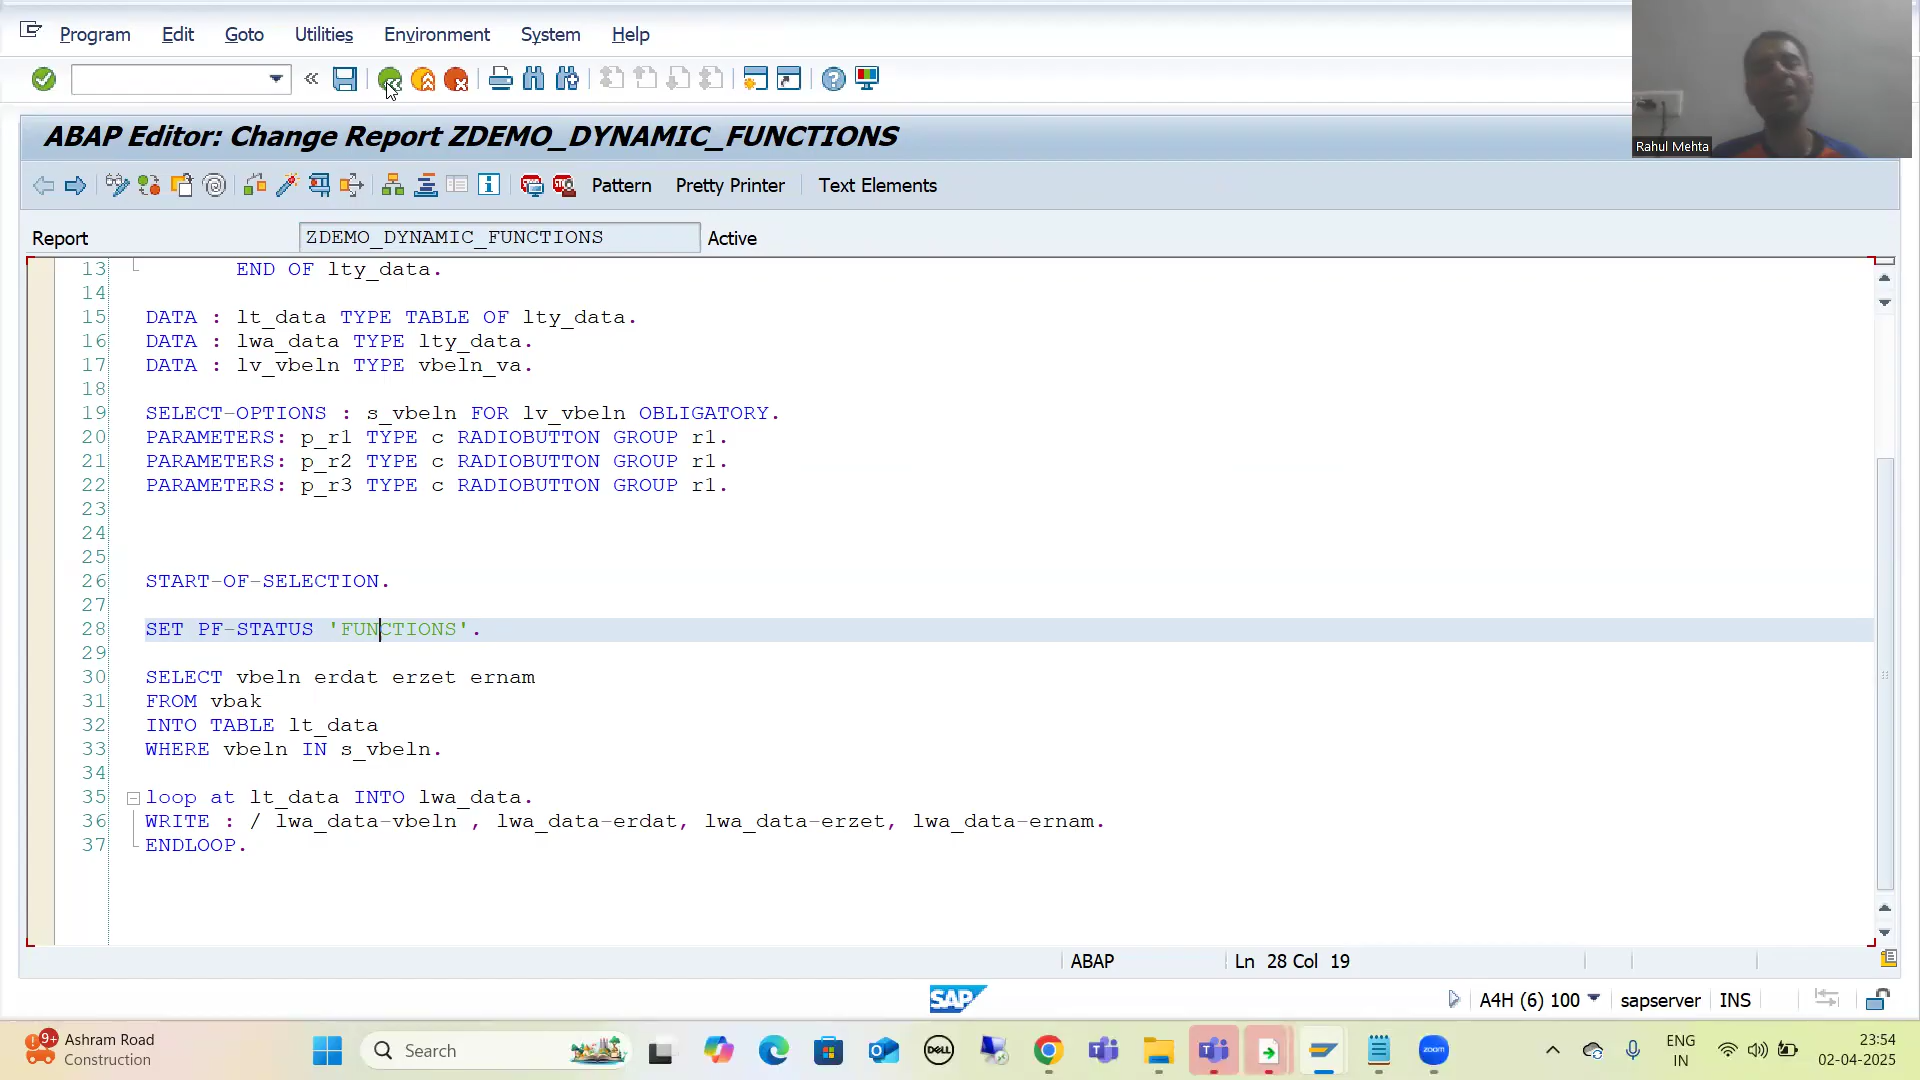 Program Edit Goto Utilities Environment System Help
ABAP Editor: Change Report ZDEMO_DYNAMIC_FUNCTIONS
Rahul Mehta
Pattern Pretty Printer Text Elements
Report ZDEMO_DYNAMIC_FUNCTIONS Active
13 END OF lty_data.
14
15 DATA : lt_data TYPE TABLE OF lty_data.
16 DATA : lwa_data TYPE lty_data.
17 DATA : lv_vbeln TYPE vbeln_va.
18
19 SELECT-OPTIONS : s_vbeln FOR lv_vbeln OBLIGATORY.
20 PARAMETERS: p_r1 TYPE c RADIOBUTTON GROUP r1.
21 PARAMETERS: p_r2 TYPE c RADIOBUTTON GROUP r1.
22 PARAMETERS: p_r3 TYPE c RADIOBUTTON GROUP r1.
23
24
25
26 START-OF-SELECTION.
27
28 SET PF-STATUS 'FUNCTIONS'.
29
30 SELECT vbeln erdat erzet ernam
31 FROM vbak
32 INTO TABLE lt_data
33 WHERE vbeln IN s_vbeln.
34
35 loop at lt_data INTO lwa_data.
36 WRITE : / lwa_data-vbeln , lwa_data-erdat, lwa_data-erzet, lwa_data-ernam.
37 ENDLOOP.
ABAP Ln 28 Col 19
SAP A4H (6) 100 sapserver INS
9+ Ashram Road
Construction
Search
DELL
zoom
ENG
IN
23:54
02-04-2025